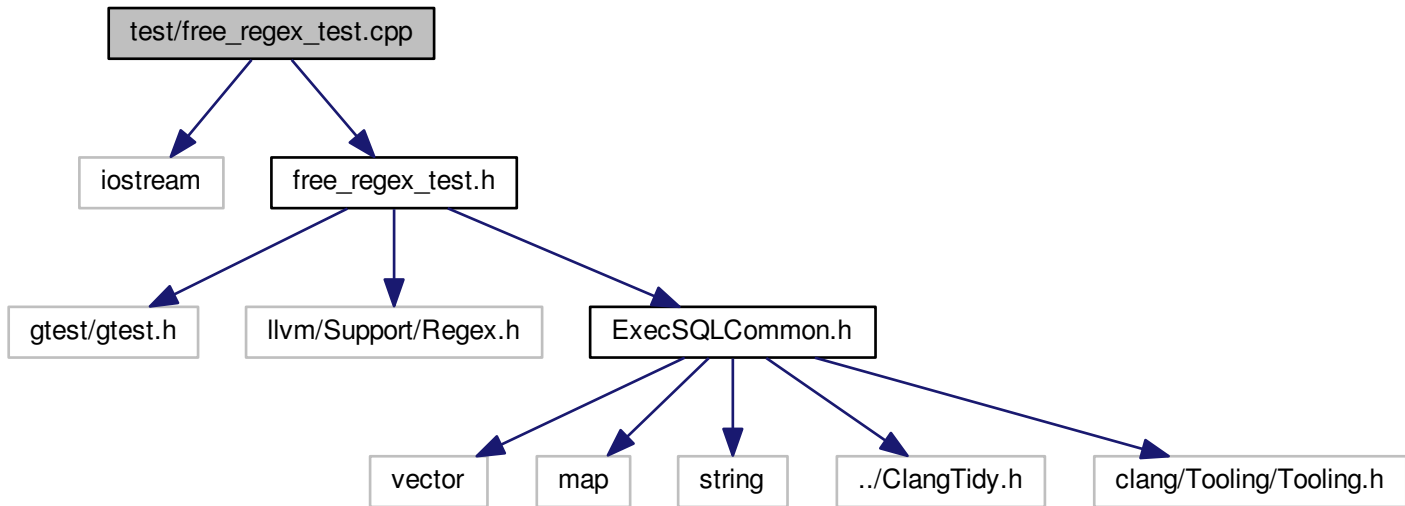 test/free_regex_test.cpp
iostream
free_regex_test.h
gtest/gtest.h
llvm/Support/Regex.h
ExecSQLCommon.h
vector
map
string
../ClangTidy.h
clang/Tooling/Tooling.h